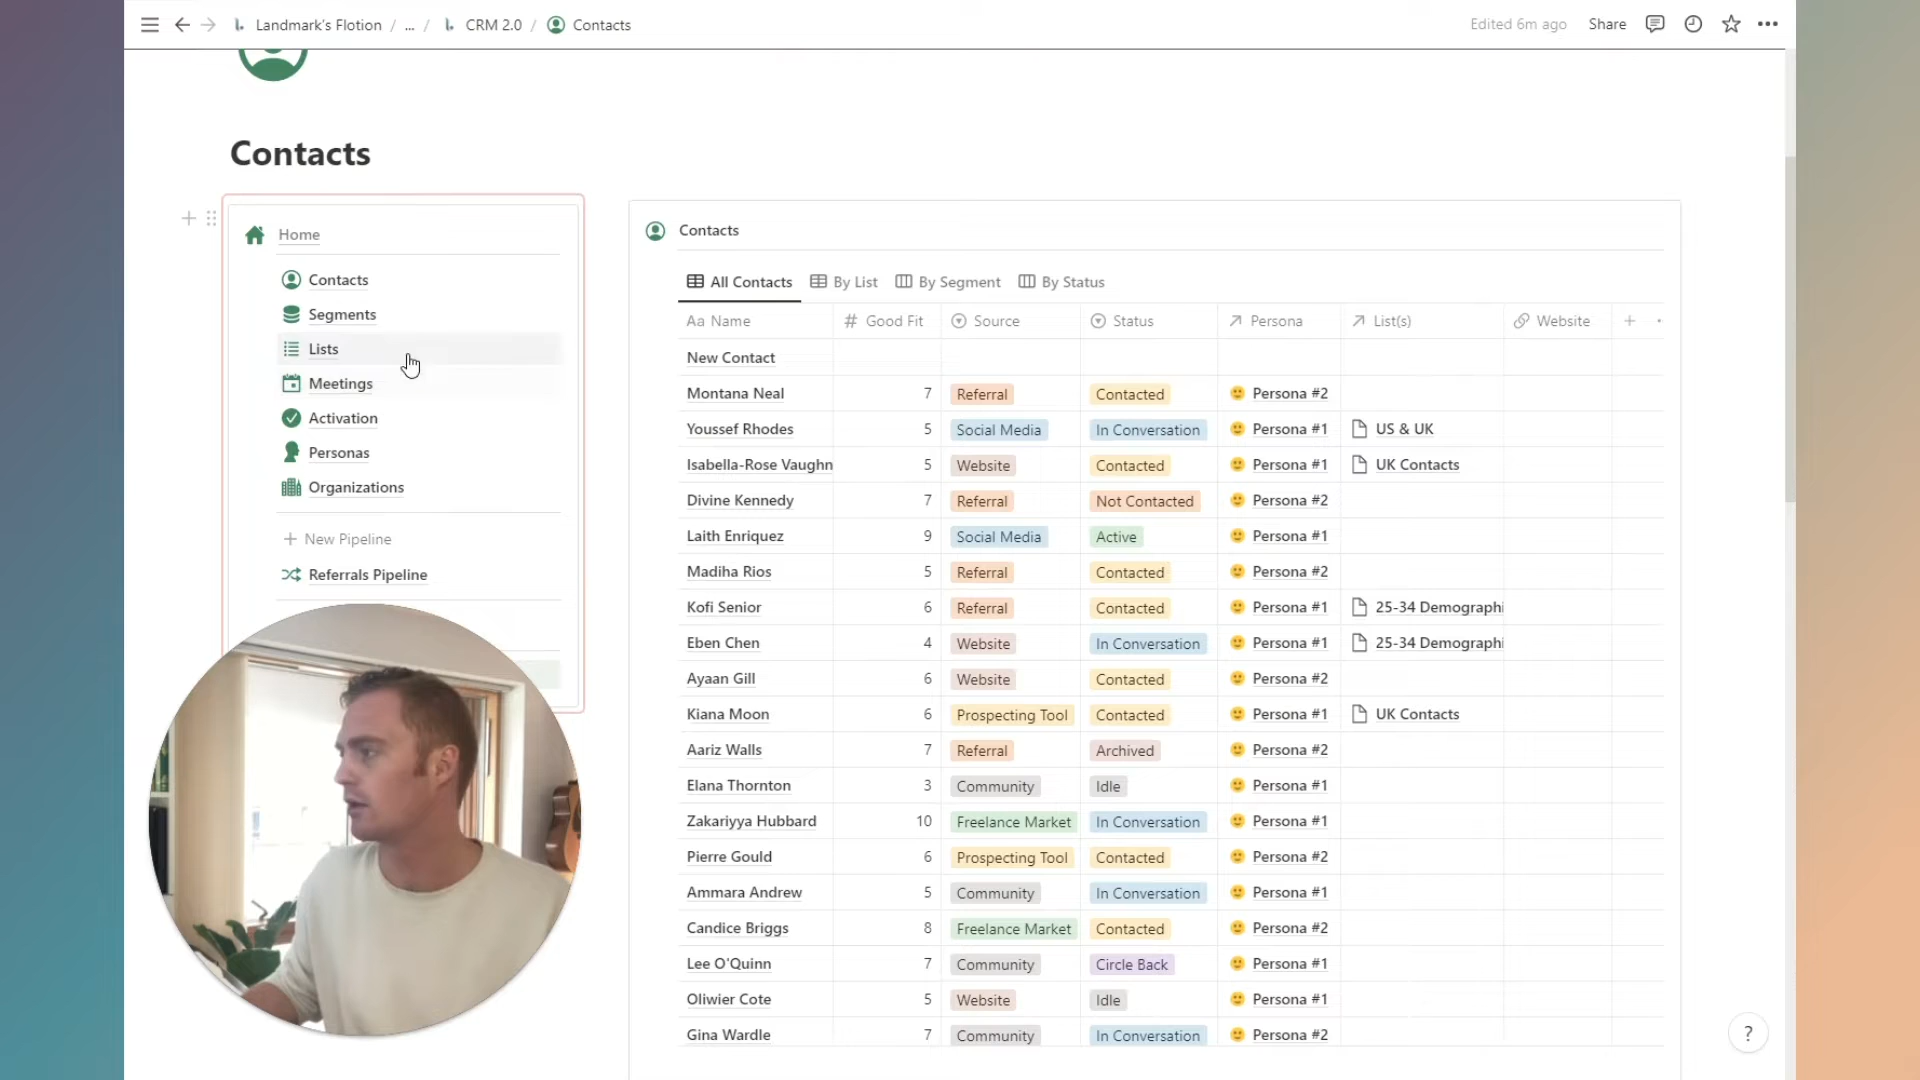 Landmark's Flotion / ... / CRM 2.0 / Contacts
Edited 6m ago Share
Contacts
Home
Contacts
Segments
Lists
Meetings
Activation
Personas
Organizations
New Pipeline
Referrals Pipeline
Contacts
All Contacts By List By Segment By Status
Aa Name # Good Fit Source Status Persona List(s) Website
New Contact
Montana Neal 7 Referral Contacted Persona #2
Youssef Rhodes 5 Social Media In Conversation Persona #1 US & UK
Isabella-Rose Vaughn 5 Website Contacted Persona #1 UK Contacts
Divine Kennedy 7 Referral Not Contacted Persona #2
Laith Enriquez 9 Social Media Active Persona #1
Madiha Rios 5 Referral Contacted Persona #2
Kofi Senior 6 Referral Contacted Persona #1 25-34 Demographi
Eben Chen 4 Website In Conversation Persona #1 25-34 Demographi
Ayaan Gill 6 Website Contacted Persona #2
Kiana Moon 6 Prospecting Tool Contacted Persona #1 UK Contacts
Aariz Walls 7 Referral Archived Persona #2
Elana Thornton 3 Community Idle Persona #1
Zakariyya Hubbard 10 Freelance Market In Conversation Persona #1
Pierre Gould 6 Prospecting Tool Contacted Persona #2
Ammara Andrew 5 Community In Conversation Persona #1
Candice Briggs 8 Freelance Market Contacted Persona #2
Lee O'Quinn 7 Community Circle Back Persona #1
Oliwier Cote 5 Website Idle Persona #1
Gina Wardle 7 Community In Conversation Persona #2
?